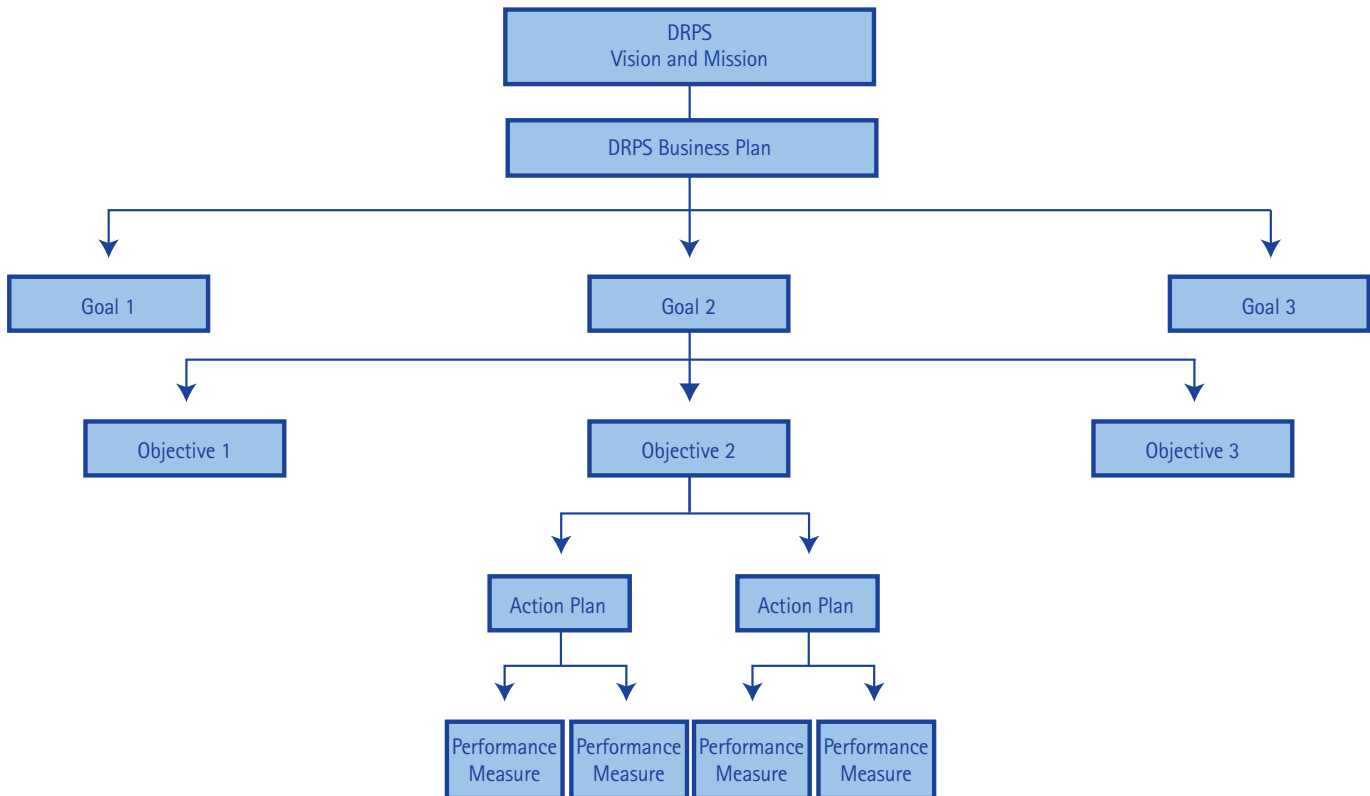 DRPS
Vision and Mission
DRPS Business Plan
Goal 1
Goal 2
Goal 3
Objective 1
Objective 2
Objective 3
Action Plan
Action Plan
Performance
Measure
Performance
Measure
Performance
Measure
Performance
Measure